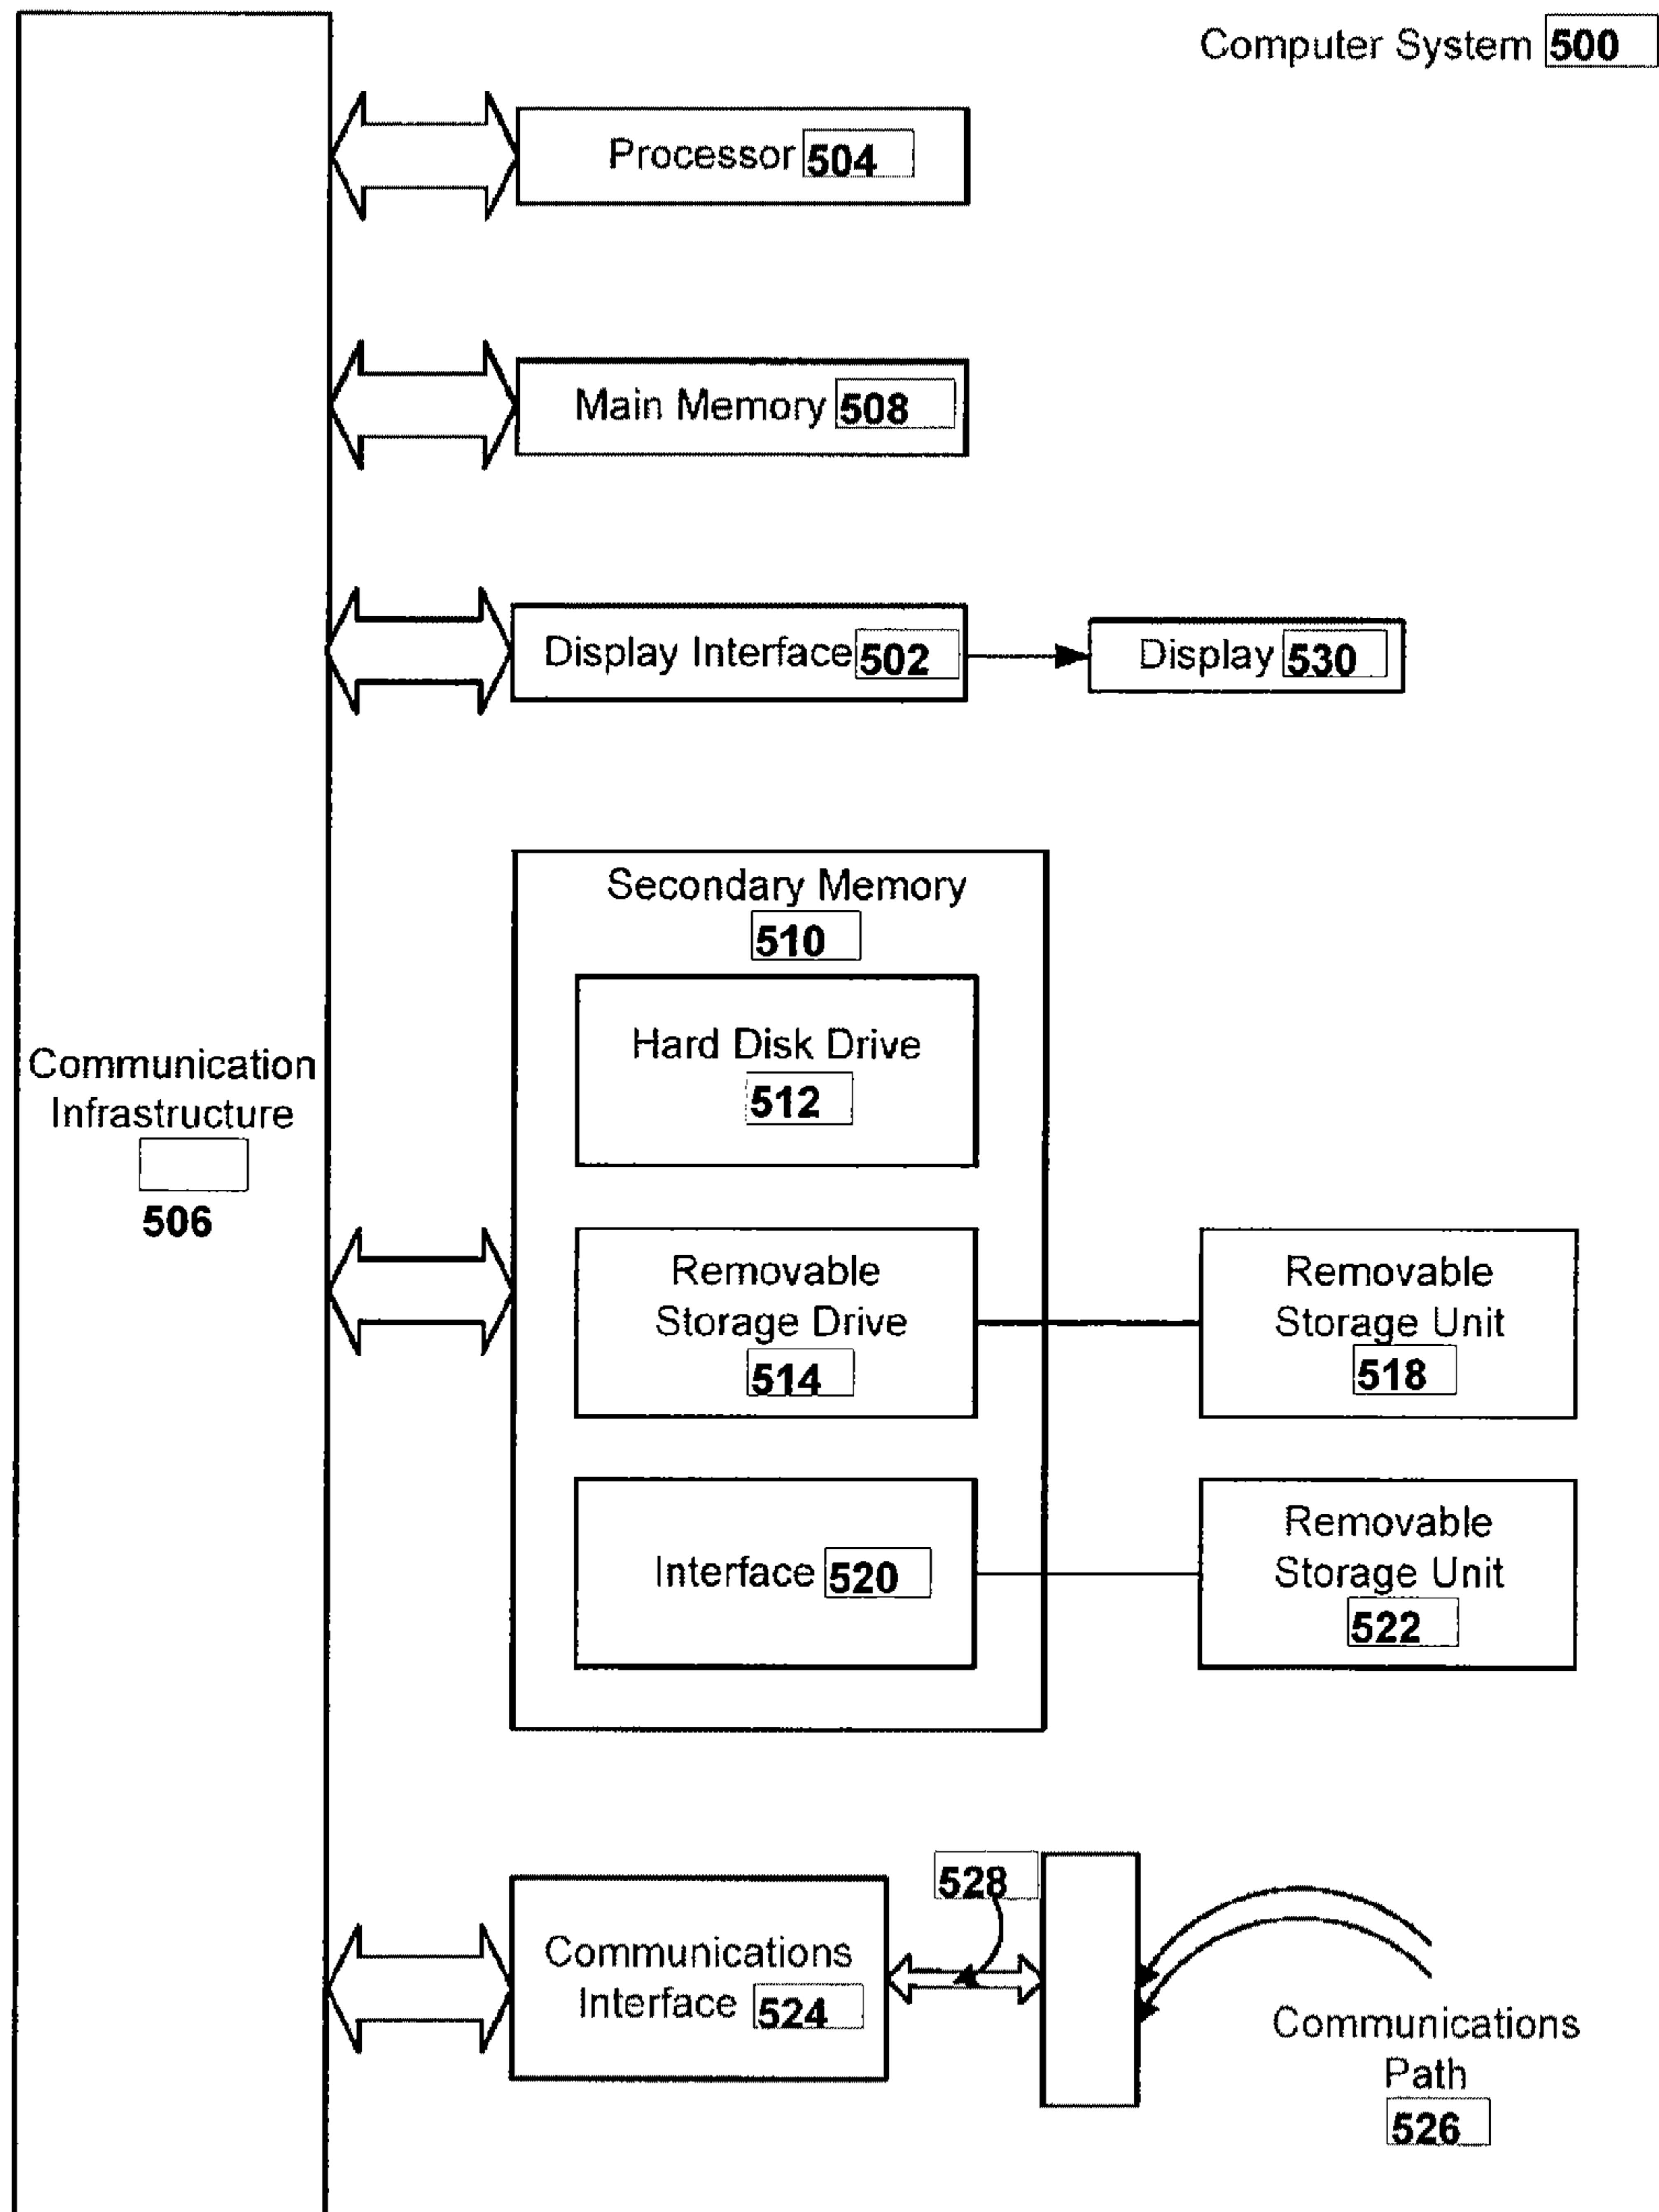 Computer System 500
Processor 504
Main Memory 508
Display Interface 502
Display 530
Secondary Memory
510
Hard Disk Drive
512
Communication
Infrastructure
506
Removable
Storage Drive
514
Removable
Storage Unit
518
Interface 520
Removable
Storage Unit
522
528
Communications
Interface 524
Communications
Path
526